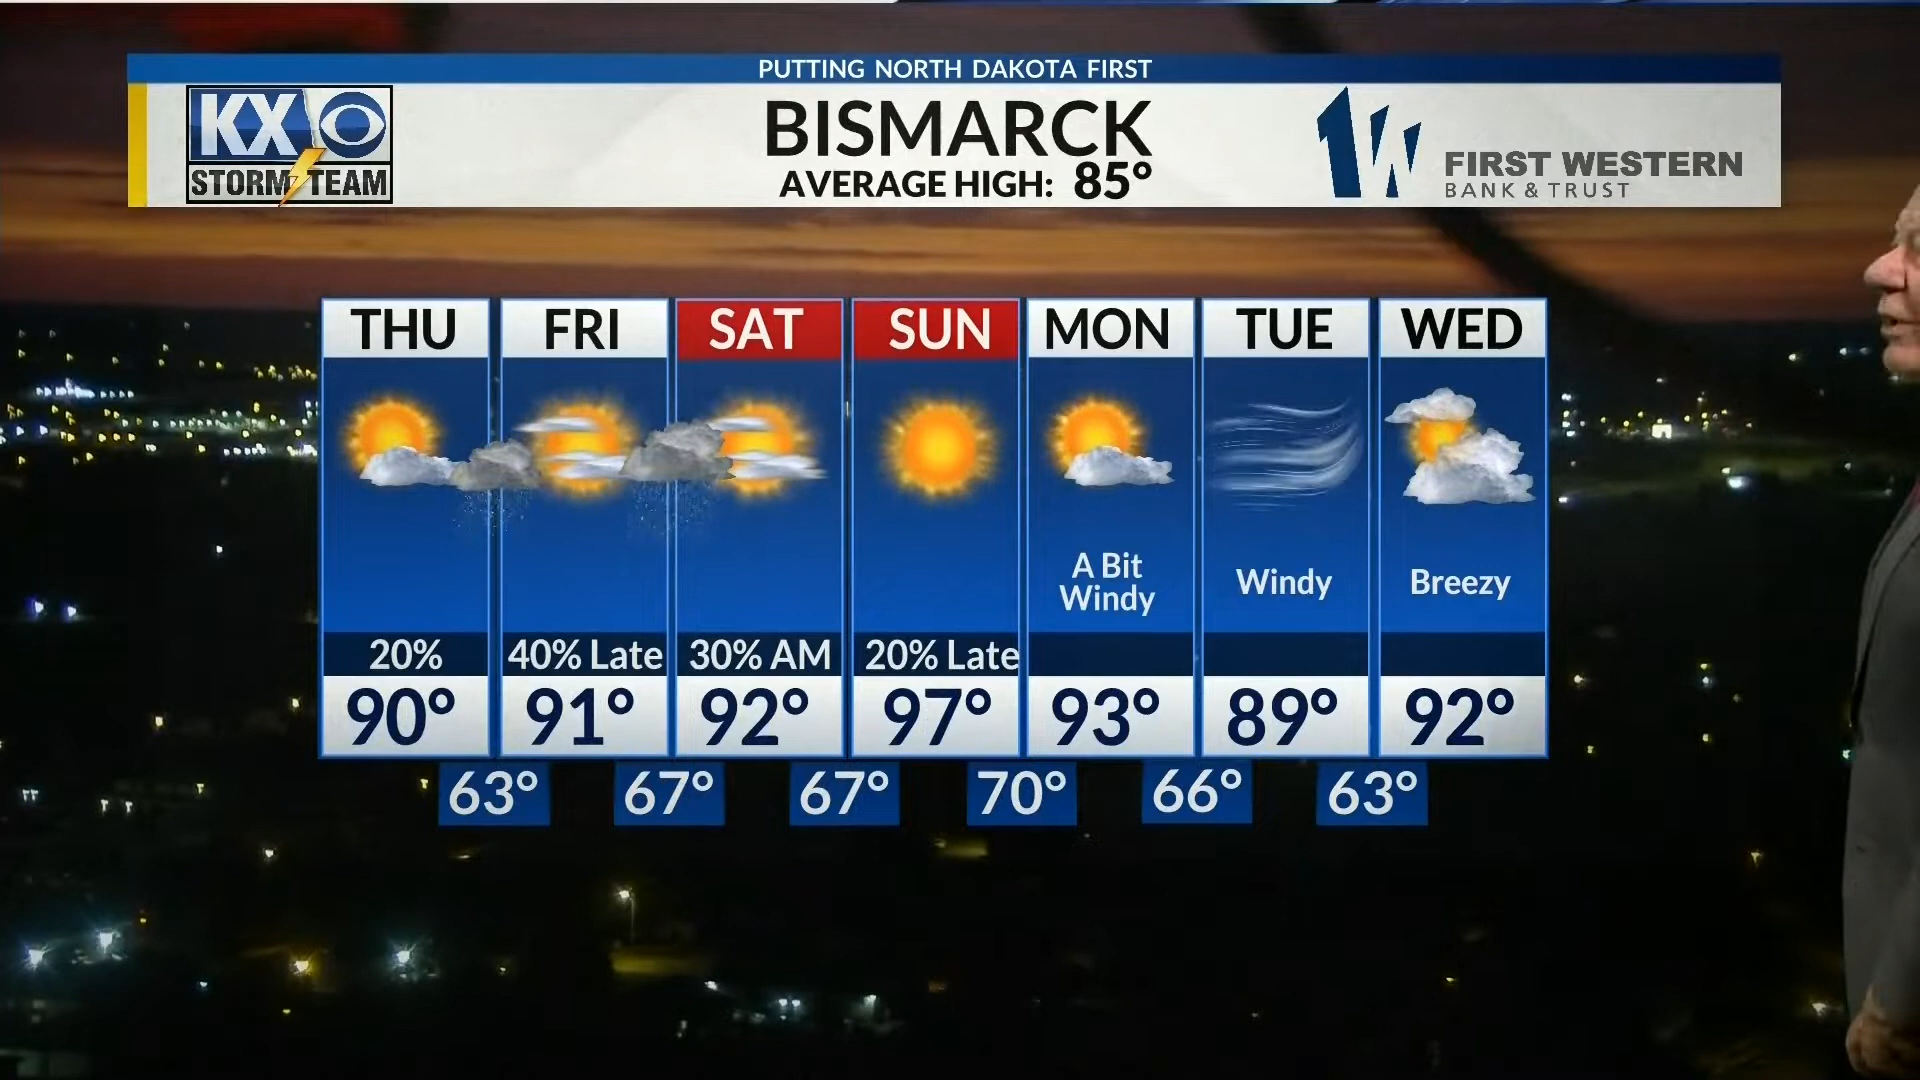 PUTTING NORTH DAKOTA FIRST
KX
STORM TEAM
BISMARCK
AVERAGE HIGH: 85°
1W
FIRST WESTERN
BANK & TRUST
THU FRI SAT SUN MON TUE WED
A Bit
Windy
Windy
Breezy
20% 40% Late 30% AM 20% Late
90° 91° 92° 97° 93° 89° 92°
63° 67° 67° 70° 66° 63°